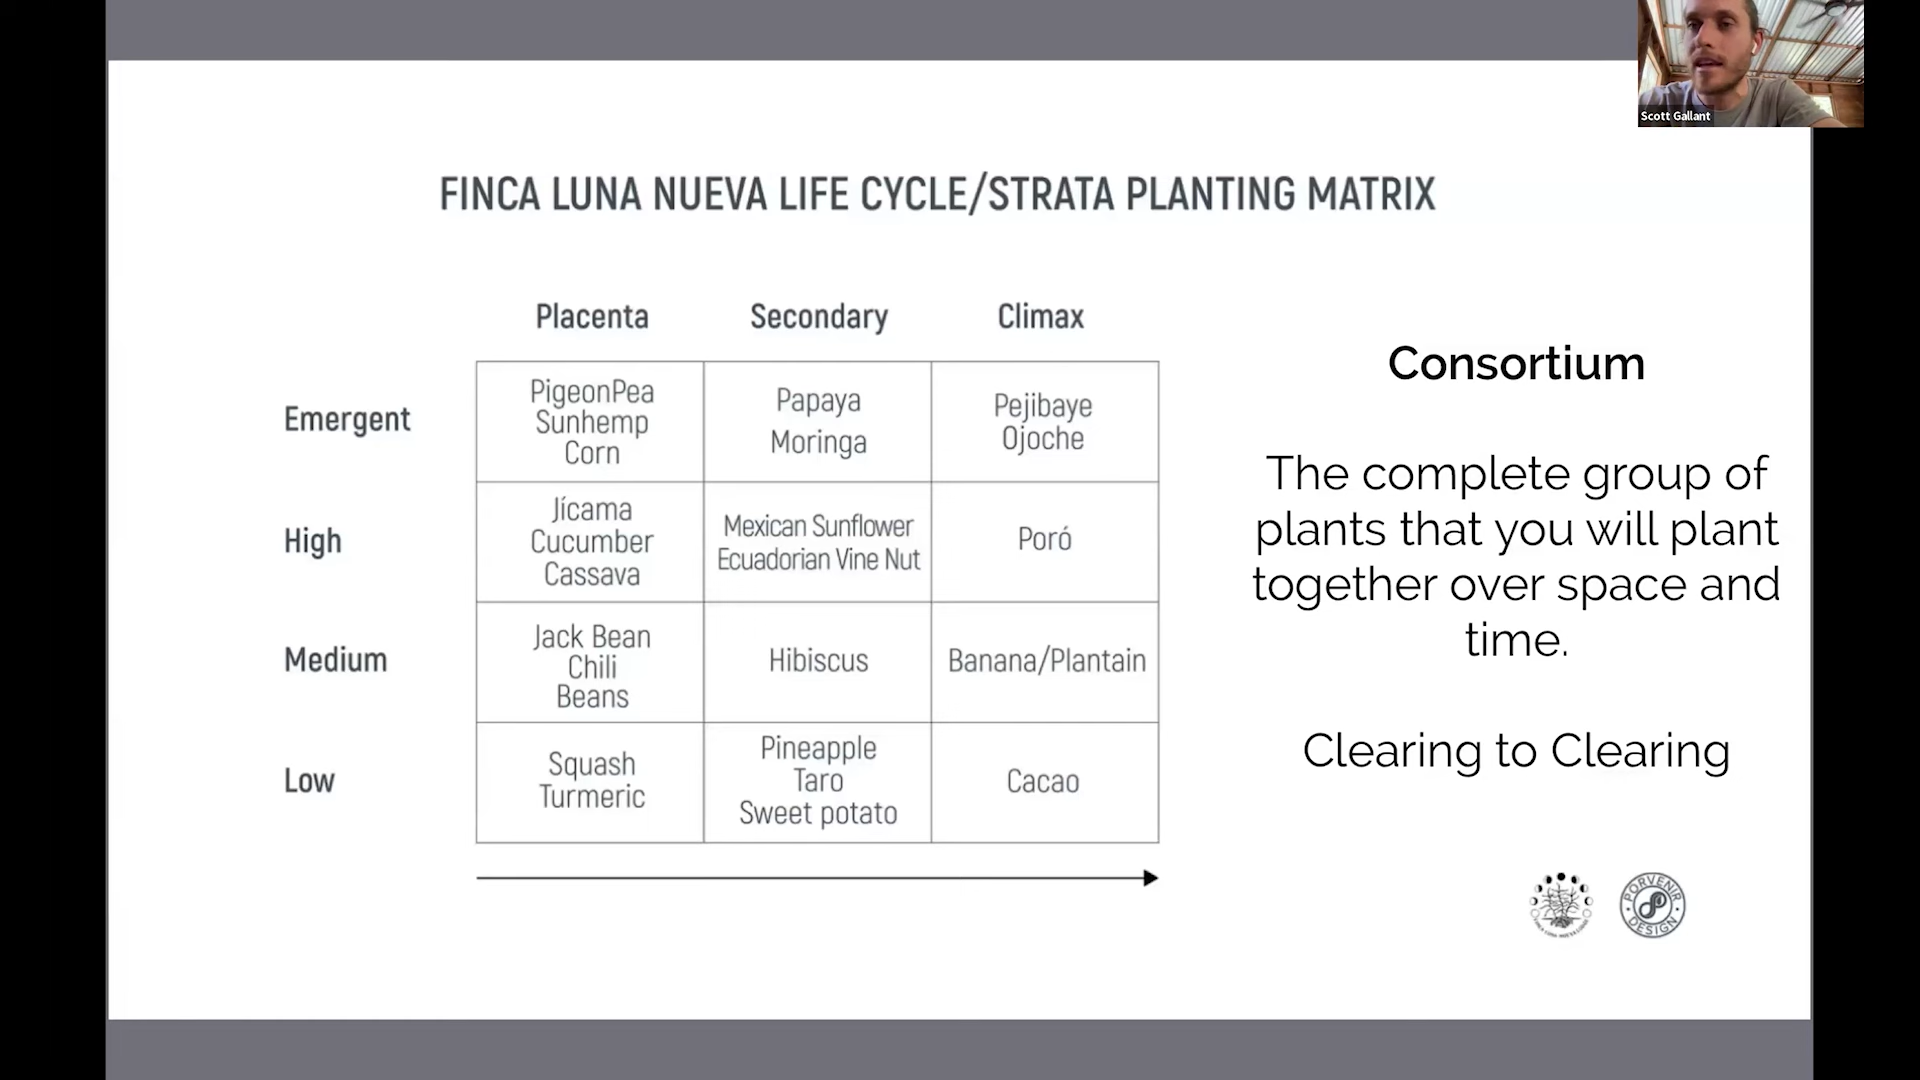 Scott Gallant
FINCA LUNA NUEVA LIFE CYCLE/STRATA PLANTING MATRIX
Placenta Secondary Climax
Emergent
PigeonPea
Sunhemp
Corn
Papaya
Moringa
Pejibaye
Ojoche
High
Jícama
Cucumber
Cassava
Mexican Sunflower
Ecuadorian Vine Nut
Poró
Medium
Jack Bean
Chili
Beans
Hibiscus
Banana/Plantain
Low
Squash
Turmeric
Pineapple
Taro
Sweet potato
Cacao
Consortium
The complete group of
plants that you will plant
together over space and
time.
Clearing to Clearing
PORVENIR
DESIGN